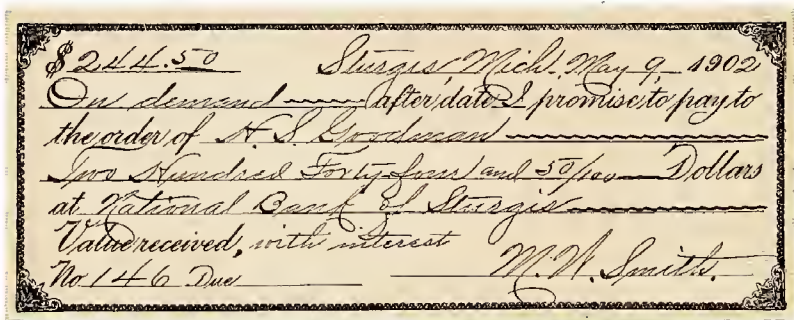 $244.50 Sturgis, Mich. May 9, 1902
On demand after date I promise to pay to
the order of H. S. Goodman
Two Hundred Forty-four and 50/100 Dollars
at National Bank of Sturgis
Value received, with interest
No. 146 Due M. W. Smith.